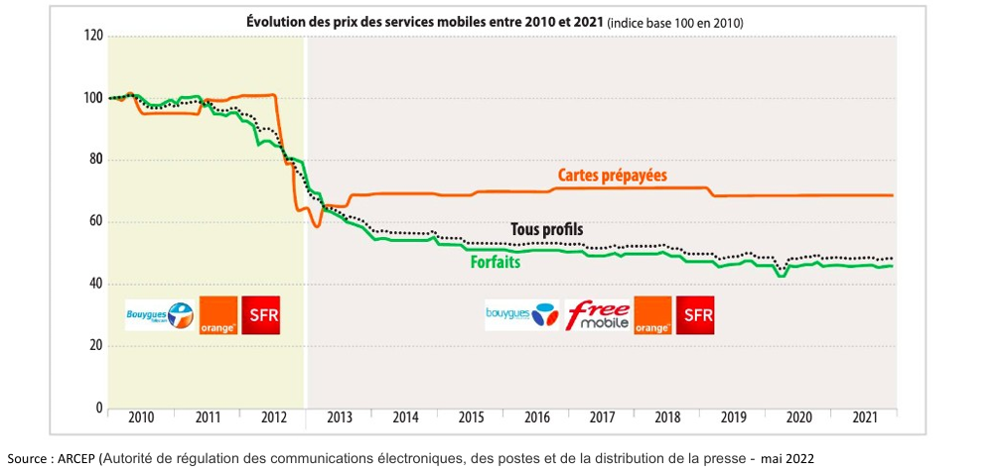 Évolution des prix des services mobiles entre 2010 et 2021 (indice base 100 en 2010)
120
100
80
60
40
20
0
Cartes prépayées
Tous profils
Forfaits
Bouygues Telecom
orange™
SFR
bouygues
free mobile
orange™
SFR
2010 2011 2012 2013 2014 2015 2016 2017 2018 2019 2020 2021
Source : ARCEP (Autorité de régulation des communications électroniques, des postes et de la distribution de la presse - mai 2022